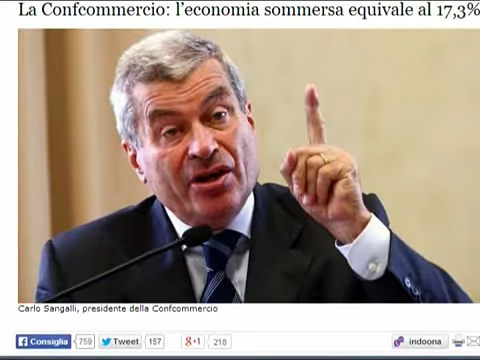 La Confcommercio: l'economia sommersa equivale al 17,3%
Carlo Sangalli, presidente della Confcommercio
Consiglia 759 Tweet 157 g+1 218 indoona